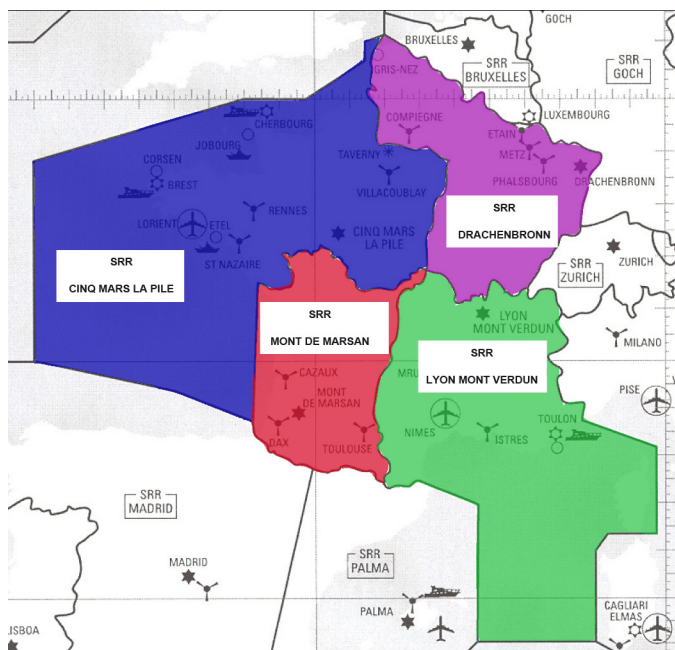 GOCH
BRUXELLES
SRR
BRUXELLES
SRR
GOCH
GRIS-NEZ
CHERBOURG
COMPIEGNE
LUXEMBOURG
ETAIN
METZ
JOBOURG
TAVERNY
CORSEN
BREST
VILLACOUBLAY
PHALSBOURG
DRACHENBRONN
RENNES
LORIENT
ETEL
ST NAZAIRE
CINQ MARS
LA PILE
SRR
DRACHENBRONN
SRR
CINQ MARS LA PILE
SRR
ZURICH
ZURICH
SRR
MONT DE MARSAN
LYON
MONT VERDUN
SRR
LYON MONT VERDUN
MILANO
CAZAUX
MRU
MONT
DE MARSAN
PISE
DAX
TOULOUSE
NIMES
ISTRES
TOULON
SRR
MADRID
MADRID
SRR
PALMA
PALMA
CAGLIARI
ELMAS
LISBOA